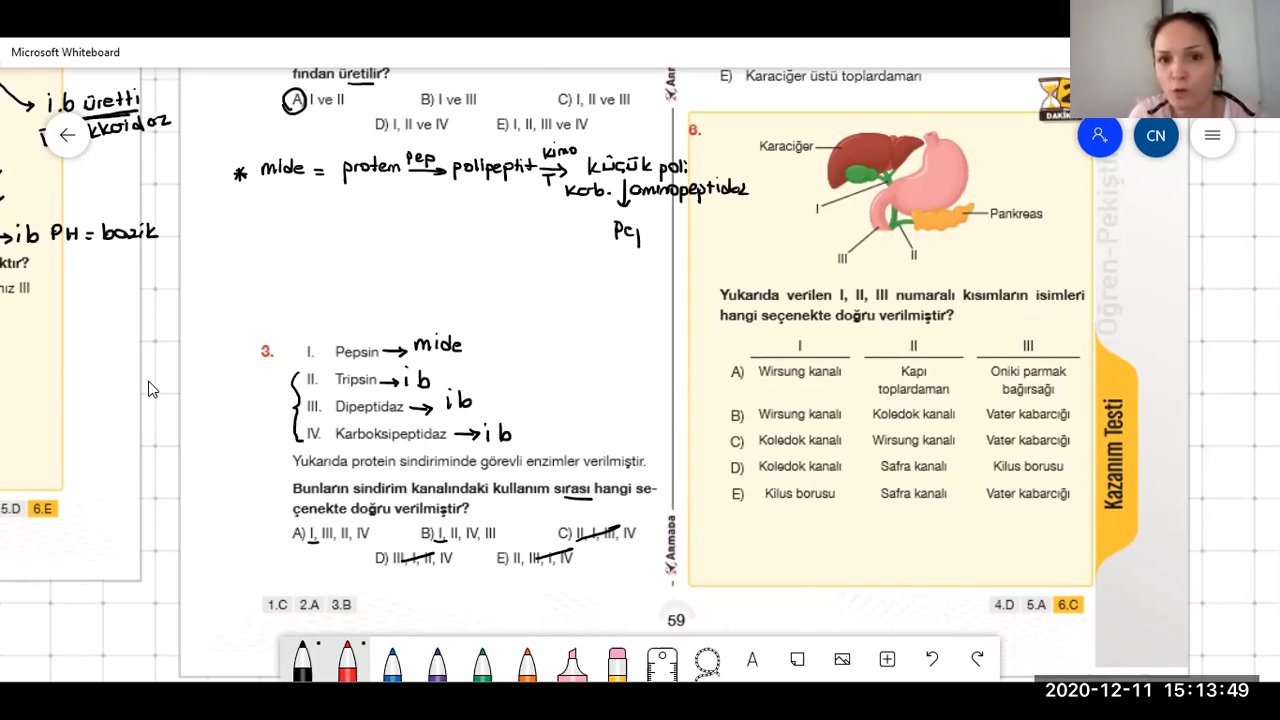 Microsoft Whiteboard
→ i.b üretti
kkoidaz
→ ib PH = bazik
ktır?
nız III
5.D 6.E
fından üretilir?
A) I ve II B) I ve III C) I, II ve III
D) I, II ve IV E) I, II, III ve IV
* mide = protein pep→ polipeptit kimo T→ küçük poli
karb. ↓ aminopeptidaz
Pe
3. I. Pepsin → mide
II. Tripsin → i b
III. Dipeptidaz → i b
IV. Karboksipeptidaz → i b
Yukarıda protein sindiriminde görevli enzimler verilmiştir.
Bunların sindirim kanalındaki kullanım sırası hangi se-
çenekte doğru verilmiştir?
A) I, III, II, IV B) I, II, IV, III C) II, I, III, IV
D) III, I, II, IV E) II, III, I, IV
1.C 2.A 3.B
Armada
59
E) Karaciğer üstü toplardamarı
2
DAKİK
6.
Karaciğer
Pankreas
I
II
III
Yukarıda verilen I, II, III numaralı kısımların isimleri
hangi seçenekte doğru verilmiştir?
I II III
A) Wirsung kanalı Kapı toplardamarı Oniki parmak bağırsağı
B) Wirsung kanalı Koledok kanalı Vater kabarcığı
C) Koledok kanalı Wirsung kanalı Vater kabarcığı
D) Koledok kanalı Safra kanalı Kilus borusu
E) Kilus borusu Safra kanalı Vater kabarcığı
4.D 5.A 6.C
Öğren-Pekişti
Kazanım Testi
CN
2020-12-11 15:13:49